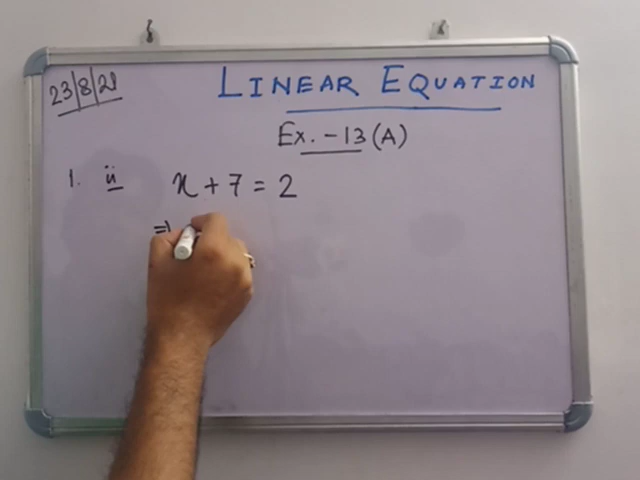 23|8|21
LINEAR EQUATION
Ex. - 13 (A)
1. ii x + 7 = 2
⇒